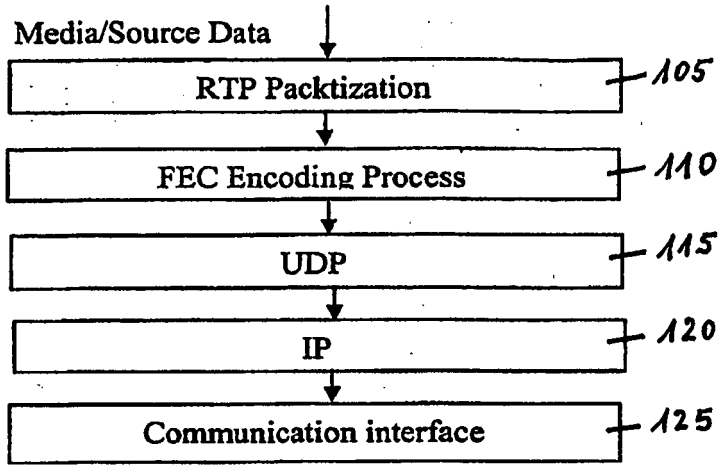 Media/Source Data
RTP Packtization 105
FEC Encoding Process 110
UDP 115
IP 120
Communication interface 125